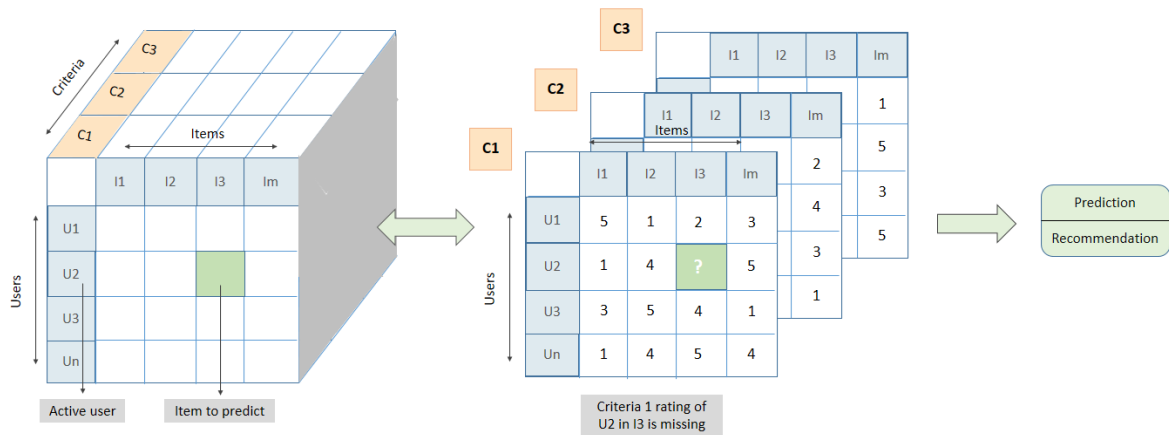 C3
C2
C1
Criteria
Items
I1 I2 I3 Im
U1
U2
U3
Un
Users
Active user
Item to predict
C3
I1 I2 I3 Im
1
5
3
5
C2
I1 I2 I3 Im
Items
2
4
3
1
C1
I1 I2 I3 Im
U1 5 1 2 3
U2 1 4 ? 5
U3 3 5 4 1
Un 1 4 5 4
Users
Criteria 1 rating of
U2 in I3 is missing
Prediction
Recommendation